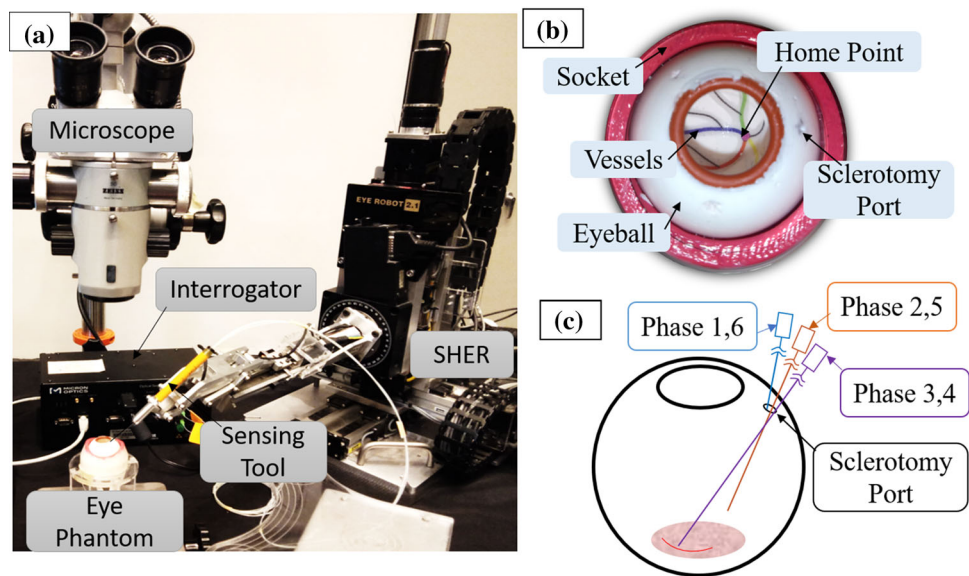 (a)
Microscope
ZEISS
EYE ROBOT 2.1
Interrogator
SHER
MICRON
OPTICS
Sensing
Tool
Eye
Phantom
(b)
Socket
Home Point
Vessels
Sclerotomy
Port
Eyeball
(c)
Phase 1,6
Phase 2,5
Phase 3,4
Sclerotomy
Port